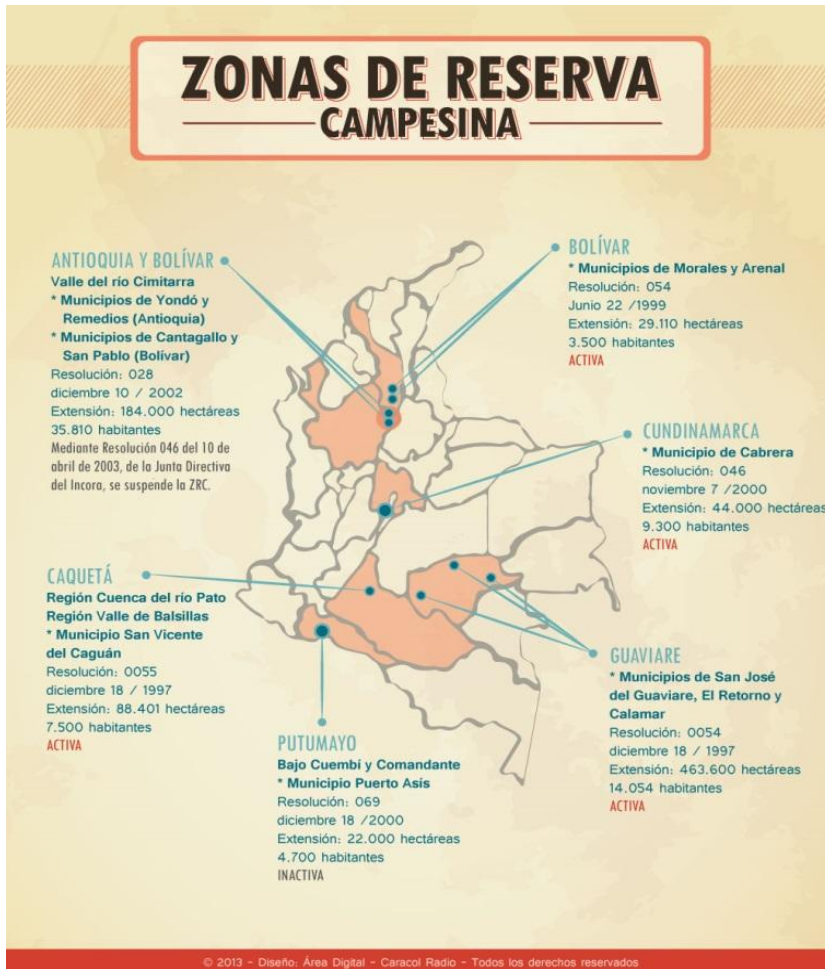 ZONAS DE RESERVA
CAMPESINA
ANTIOQUIA Y BOLÍVAR
Valle del río Cimitarra
* Municipios de Yondó y
Remedios (Antioquia)
* Municipios de Cantagallo y
San Pablo (Bolívar)
Resolución: 028
diciembre 10 / 2002
Extensión: 184.000 hectáreas
35.810 habitantes
Mediante Resolución 046 del 10 de
abril de 2003, de la Junta Directiva
del Incora, se suspende la ZRC.
BOLÍVAR
* Municipios de Morales y Arenal
Resolución: 054
Junio 22 /1999
Extensión: 29.110 hectáreas
3.500 habitantes
ACTIVA
CUNDINAMARCA
* Municipio de Cabrera
Resolución: 046
noviembre 7 /2000
Extensión: 44.000 hectáreas
9.300 habitantes
ACTIVA
CAQUETÁ
Región Cuenca del río Pato
Región Valle de Balsillas
* Municipio San Vicente
del Caguán
Resolución: 0055
diciembre 18 / 1997
Extensión: 88.401 hectáreas
7.500 habitantes
ACTIVA
PUTUMAYO
Bajo Cuembí y Comandante
* Municipio Puerto Asís
Resolución: 069
diciembre 18 /2000
Extensión: 22.000 hectáreas
4.700 habitantes
INACTIVA
GUAVIARE
* Municipios de San José
del Guaviare, El Retorno y
Calamar
Resolución: 0054
diciembre 18 / 1997
Extensión: 463.600 hectáreas
14.054 habitantes
ACTIVA
© 2013 - Diseño: Área Digital - Caracol Radio - Todos los derechos reservados